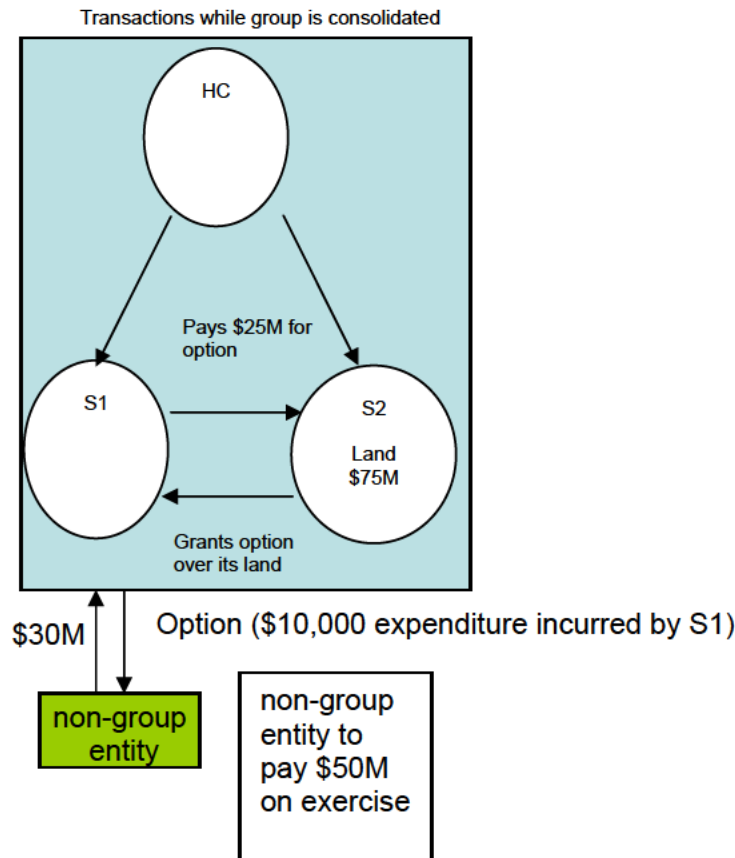 Transactions while group is consolidated
HC
Pays $25M for
option
S1
S2
Land
$75M
Grants option
over its land
$30M
Option ($10,000 expenditure incurred by S1)
non-group
entity
non-group
entity to
pay $50M
on exercise